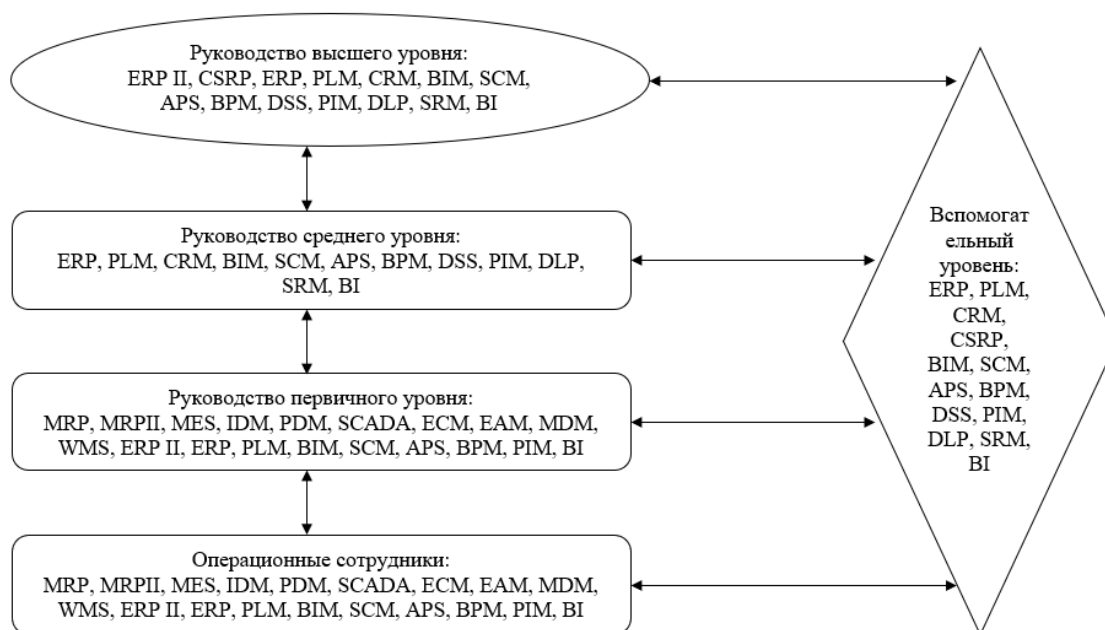 Руководство высшего уровня:
ERP II, CSRP, ERP, PLM, CRM, BIM, SCM,
APS, BPM, DSS, PIM, DLP, SRM, BI
Руководство среднего уровня:
ERP, PLM, CRM, BIM, SCM, APS, BPM, DSS, PIM, DLP,
SRM, BI
Руководство первичного уровня:
MRP, MRPII, MES, IDM, PDM, SCADA, ECM, EAM, MDM,
WMS, ERP II, ERP, PLM, BIM, SCM, APS, BPM, PIM, BI
Операционные сотрудники:
MRP, MRPII, MES, IDM, PDM, SCADA, ECM, EAM, MDM,
WMS, ERP II, ERP, PLM, BIM, SCM, APS, BPM, PIM, BI
Вспомогат
ельный
уровень:
ERP, PLM,
CRM,
CSRP,
BIM, SCM,
APS, BPM,
DSS, PIM,
DLP, SRM,
BI